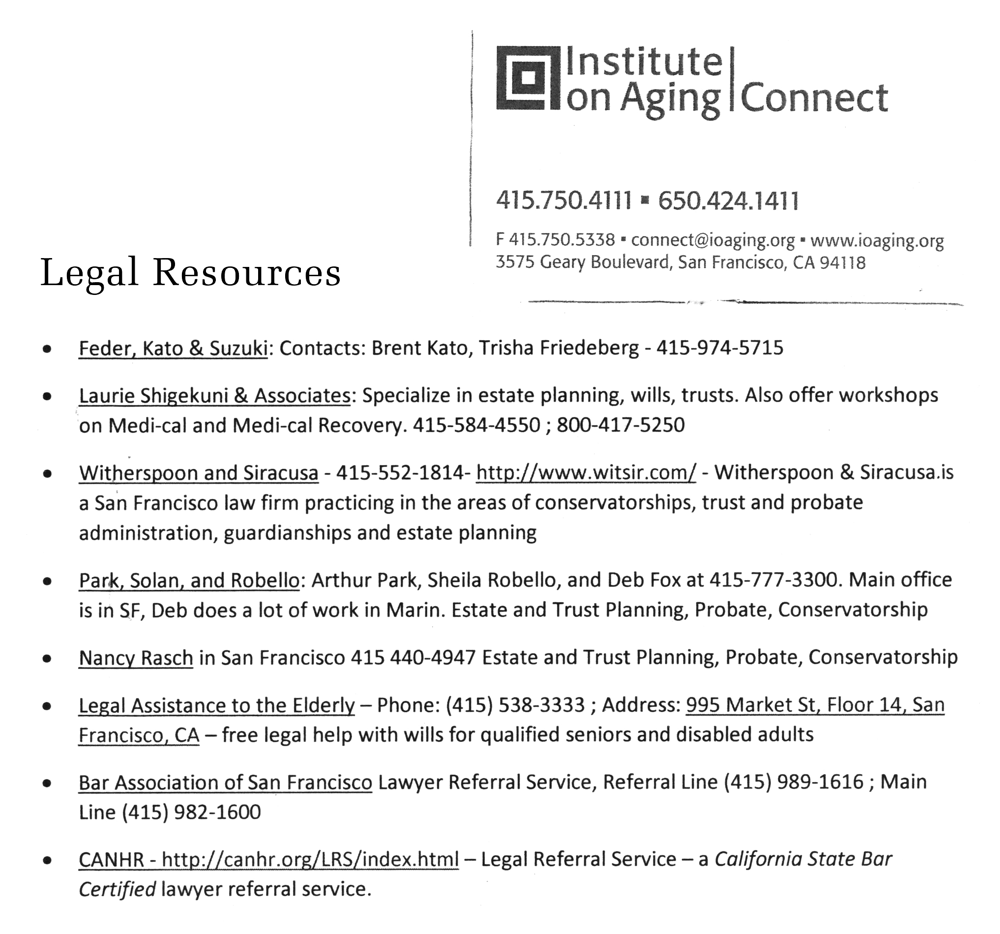 Institute
on Aging | Connect
415.750.4111 ▪ 650.424.1411
F 415.750.5338 ▪ connect@ioaging.org ▪ www.ioaging.org
3575 Geary Boulevard, San Francisco, CA 94118
Legal Resources
• Feder, Kato & Suzuki: Contacts: Brent Kato, Trisha Friedeberg - 415-974-5715
• Laurie Shigekuni & Associates: Specialize in estate planning, wills, trusts. Also offer workshops
on Medi-cal and Medi-cal Recovery. 415-584-4550 ; 800-417-5250
• Witherspoon and Siracusa - 415-552-1814- http://www.witsir.com/ - Witherspoon & Siracusa.is
a San Francisco law firm practicing in the areas of conservatorships, trust and probate
administration, guardianships and estate planning
• Park, Solan, and Robello: Arthur Park, Sheila Robello, and Deb Fox at 415-777-3300. Main office
is in SF, Deb does a lot of work in Marin. Estate and Trust Planning, Probate, Conservatorship
• Nancy Rasch in San Francisco 415 440-4947 Estate and Trust Planning, Probate, Conservatorship
• Legal Assistance to the Elderly – Phone: (415) 538-3333 ; Address: 995 Market St, Floor 14, San
Francisco, CA – free legal help with wills for qualified seniors and disabled adults
• Bar Association of San Francisco Lawyer Referral Service, Referral Line (415) 989-1616 ; Main
Line (415) 982-1600
• CANHR - http://canhr.org/LRS/index.html – Legal Referral Service – a California State Bar
Certified lawyer referral service.